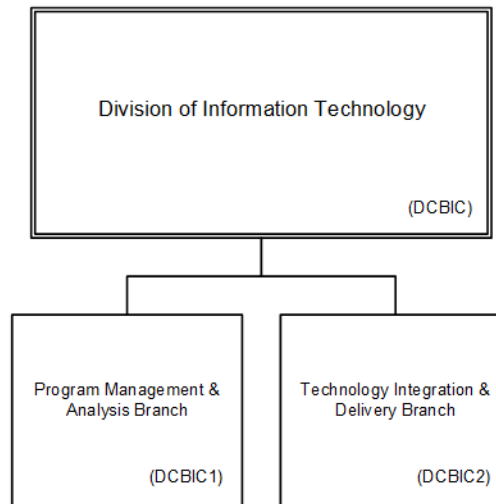 Division of Information Technology
(DCBIC)
Program Management &
Analysis Branch
(DCBIC1)
Technology Integration &
Delivery Branch
(DCBIC2)